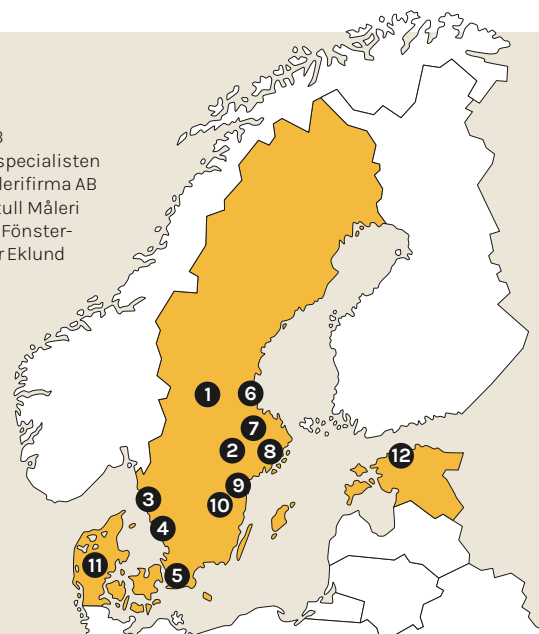 specialisten
lerifirma AB
tull Måleri
Fönster-
r Eklund
1
6
7
2
8
12
9
3
10
4
11
5